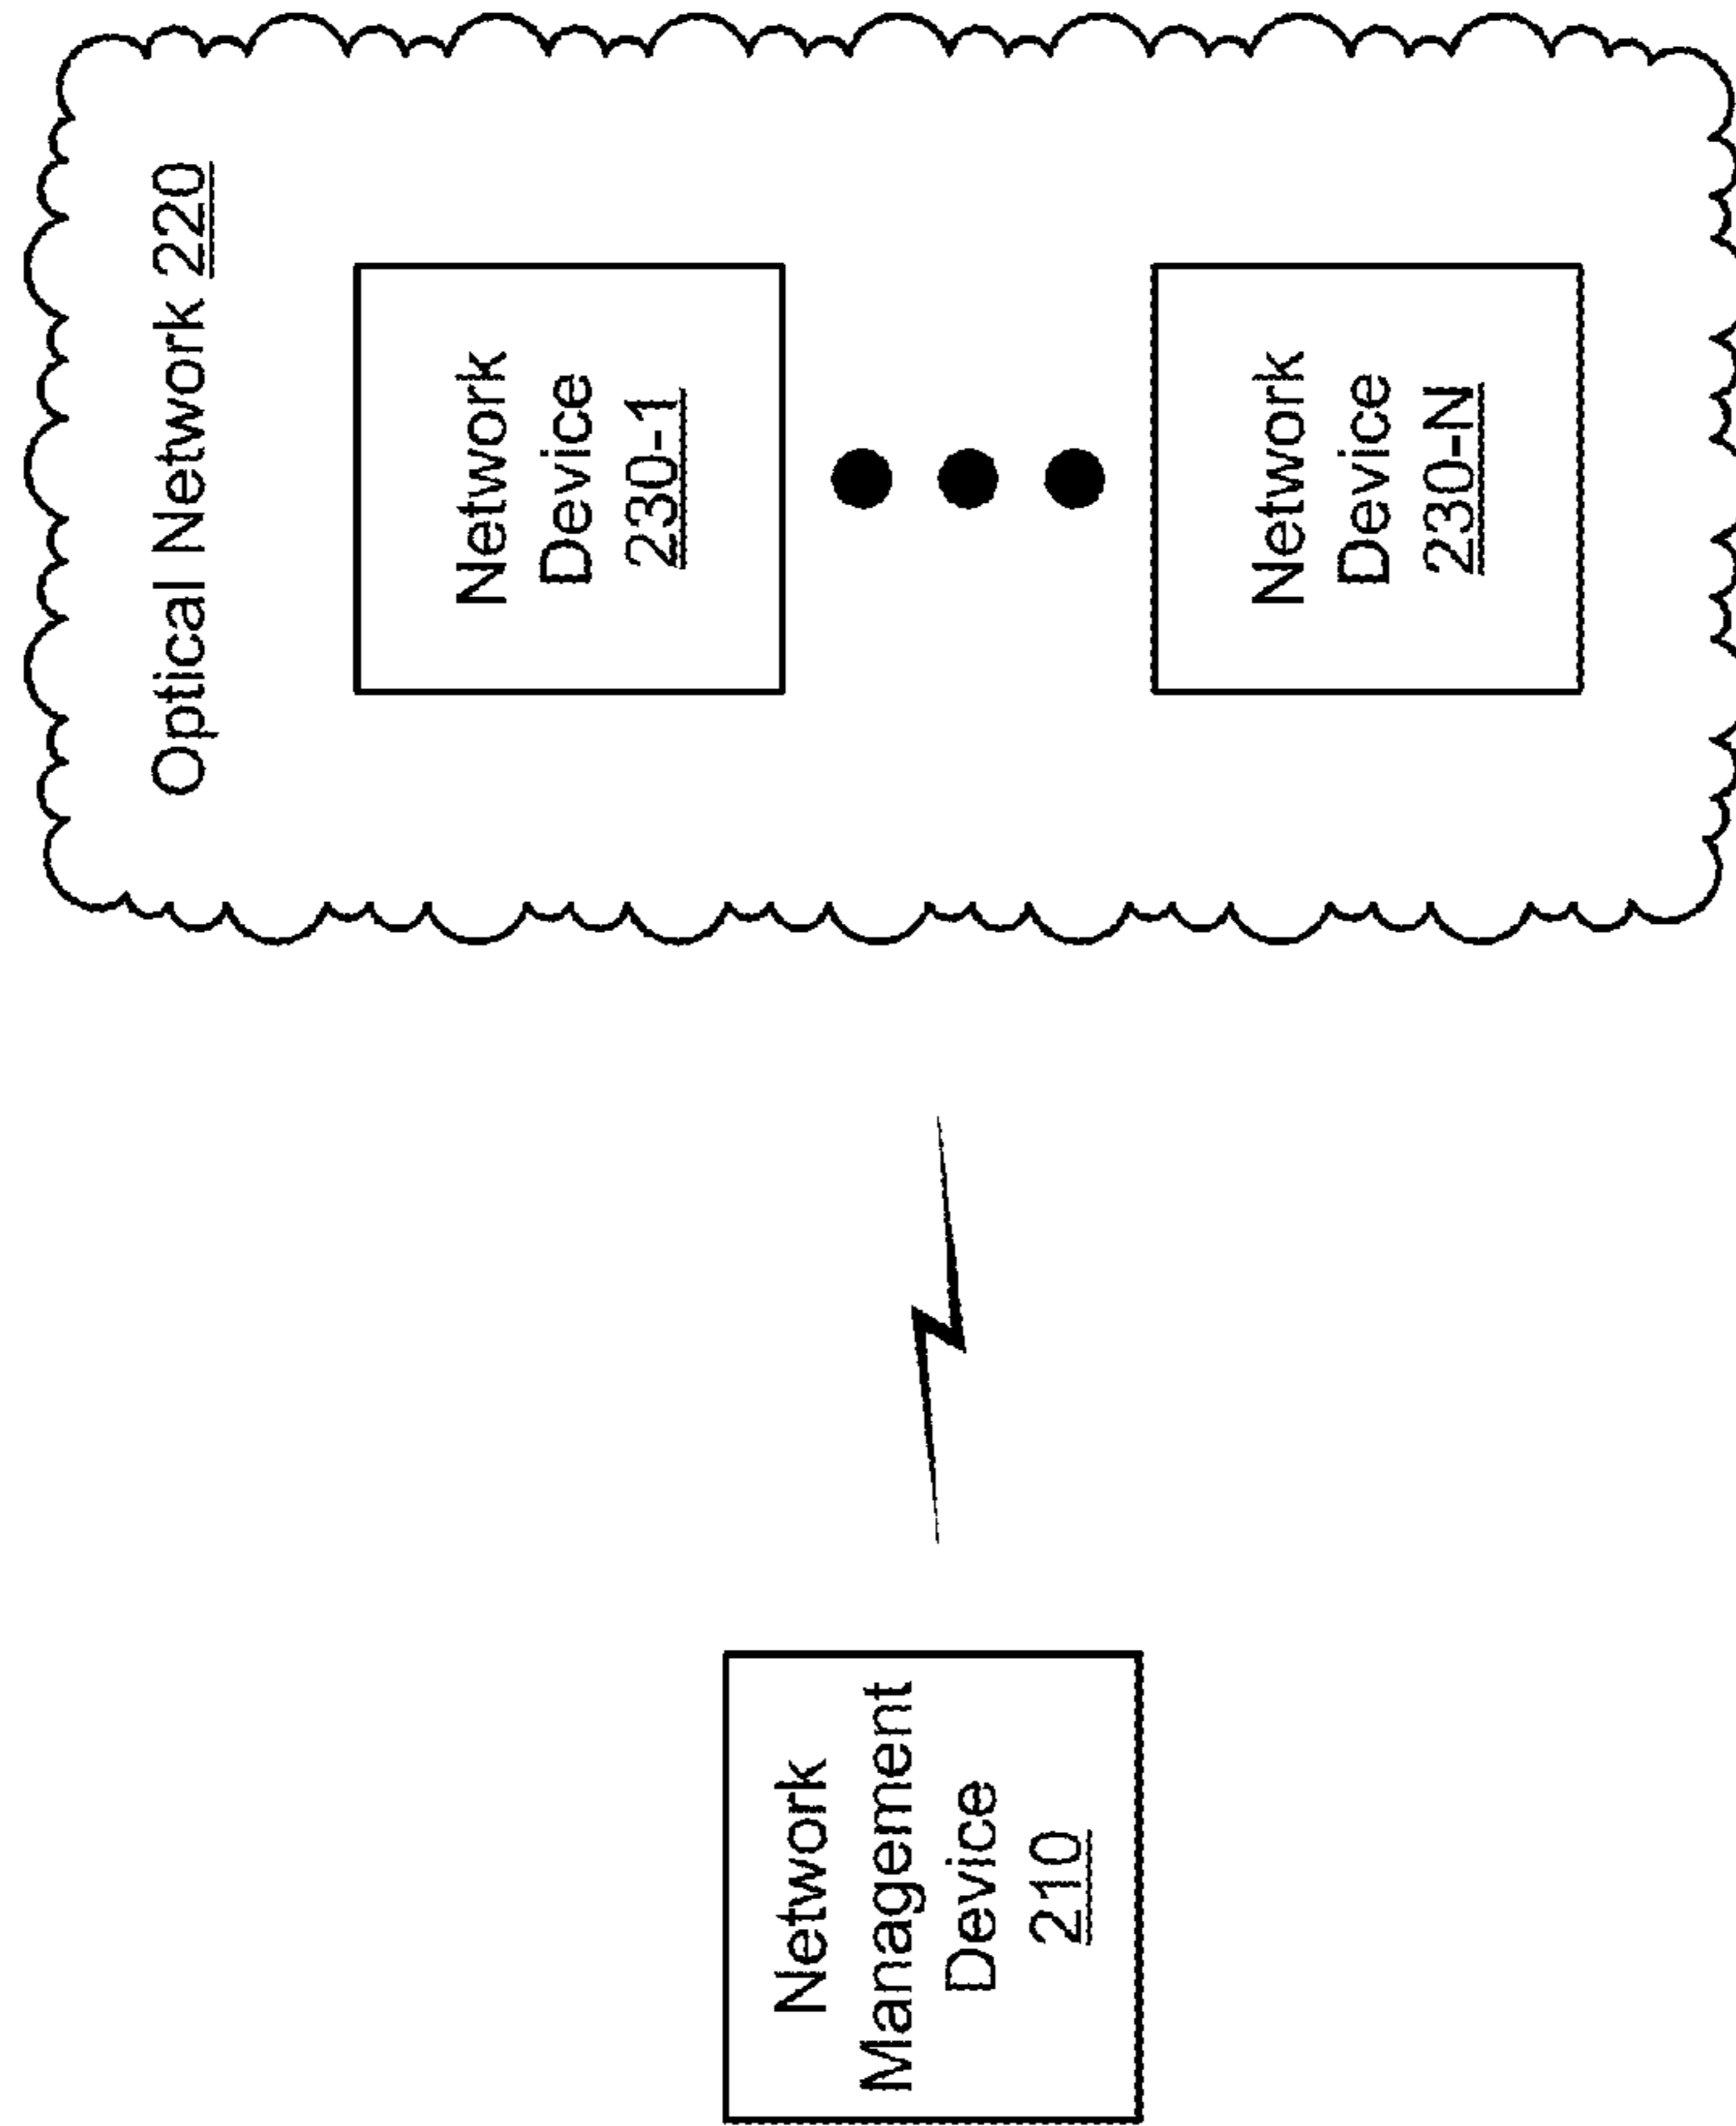 Optical Network 220
Network
Device
230-1
Network
Device
230-N
Network
Management
Device
210